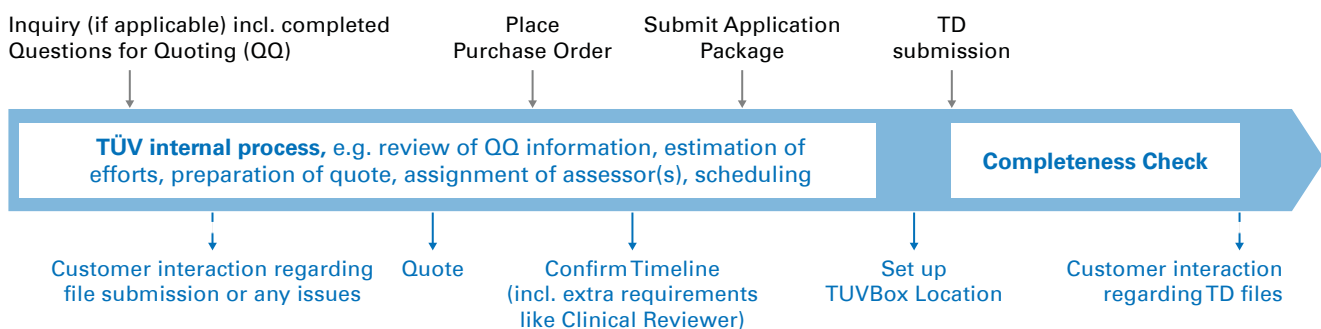 Inquiry (if applicable) incl. completed
Questions for Quoting (QQ)
Place
Purchase Order
Submit Application
Package
TD
submission
TÜV internal process, e.g. review of QQ information, estimation of
efforts, preparation of quote, assignment of assessor(s), scheduling
Completeness Check
Customer interaction regarding
file submission or any issues
Quote
Confirm Timeline
(incl. extra requirements
like Clinical Reviewer)
Set up
TUVBox Location
Customer interaction
regarding TD files